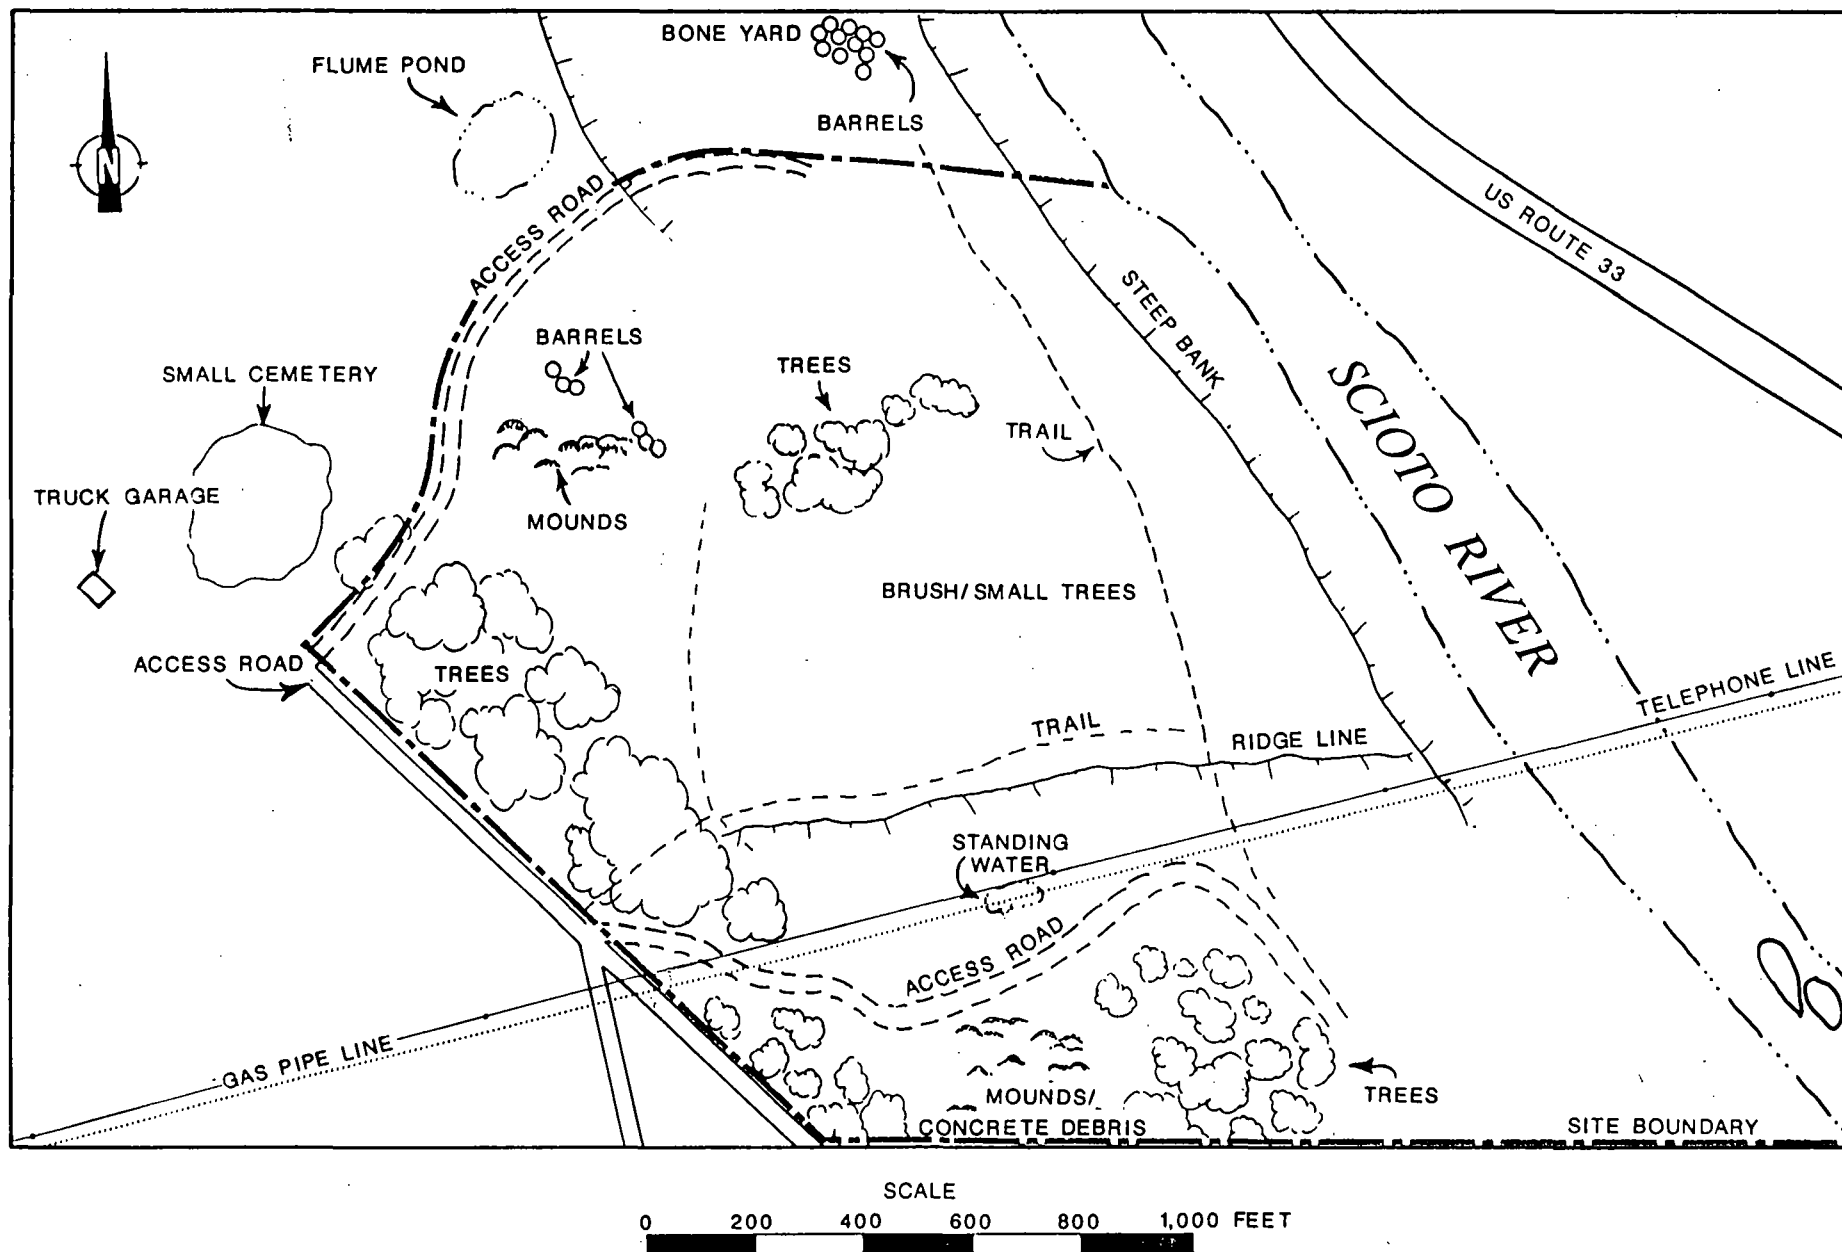 BONE YARD
FLUME POND
BARRELS
N
ACCESS ROAD
US ROUTE 33
STEEP BANK
BARRELS
SMALL CEMETERY
TREES
SCIOTO RIVER
TRAIL
TRUCK GARAGE
MOUNDS
BRUSH/SMALL TREES
ACCESS ROAD
TREES
TELEPHONE LINE
TRAIL
RIDGE LINE
STANDING
WATER
ACCESS ROAD
GAS PIPE LINE
MOUNDS/
CONCRETE DEBRIS
TREES
SITE BOUNDARY
SCALE
0 200 400 600 800 1,000 FEET